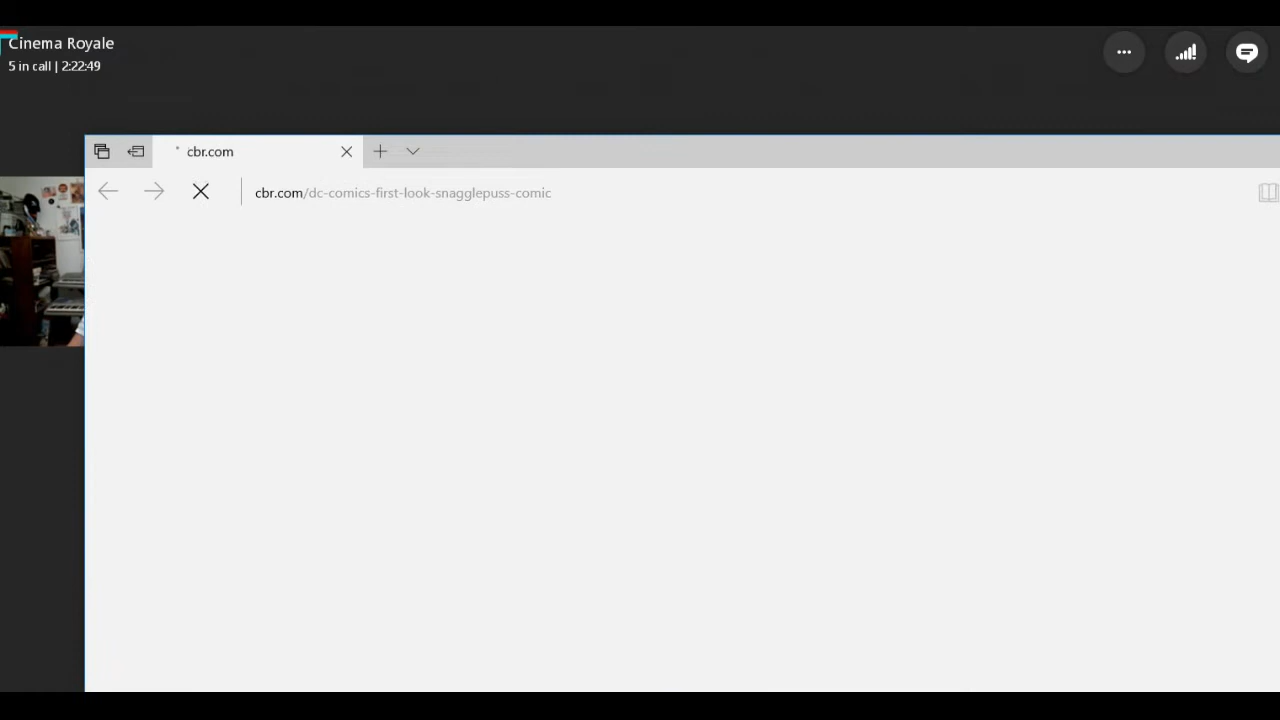 Cinema Royale
5 in call | 2:22:49
cbr.com
cbr.com/dc-comics-first-look-snagglepuss-comic